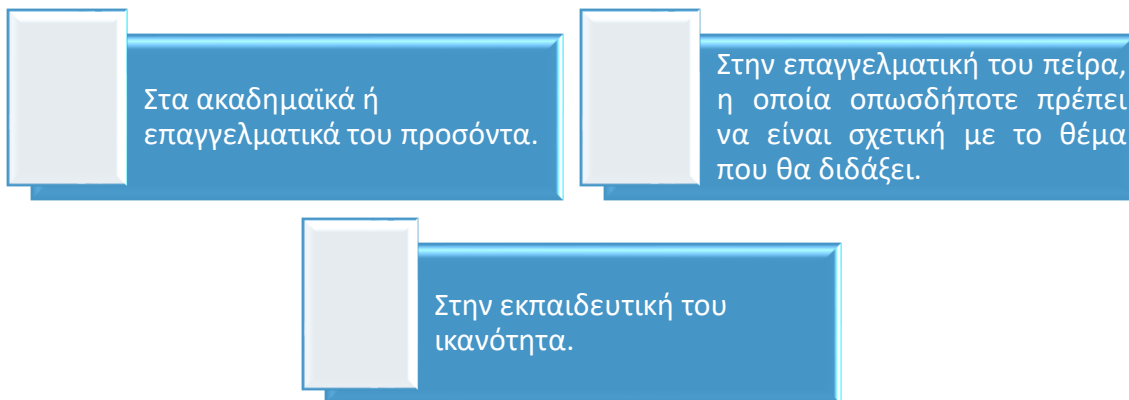 Στα ακαδημαϊκά ή
επαγγελματικά του προσόντα.
Στην επαγγελματική του πείρα,
η οποία οπωσδήποτε πρέπει
να είναι σχετική με το θέμα
που θα διδάξει.
Στην εκπαιδευτική του
ικανότητα.